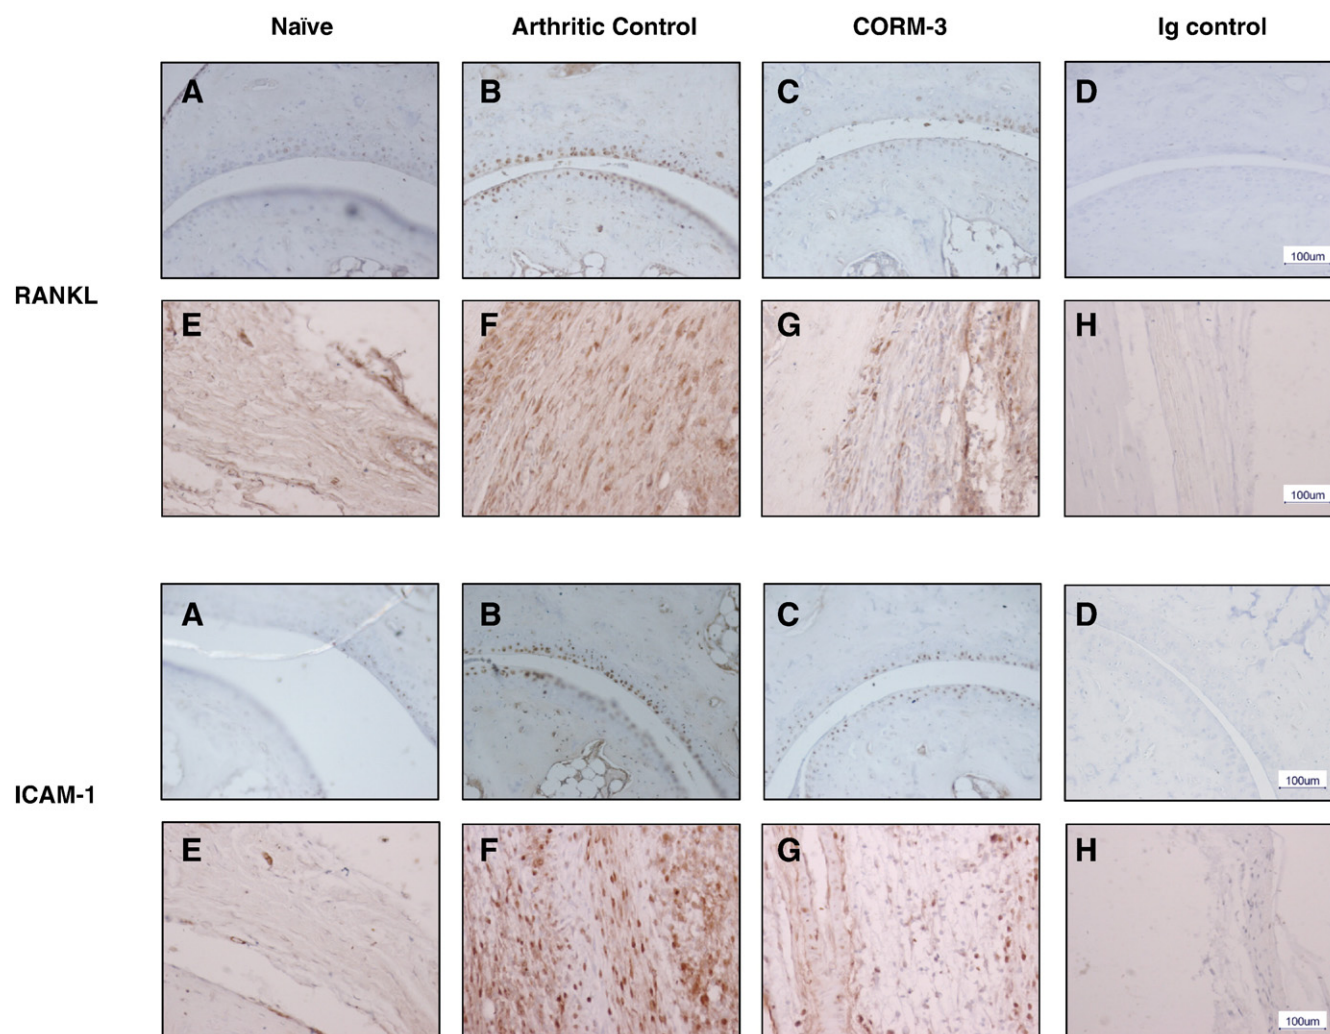 Naïve Arthritic Control CORM-3 Ig control
A B C D
100um
RANKL
E F G H
100um
A B C D
100um
ICAM-1
E F G H
100um